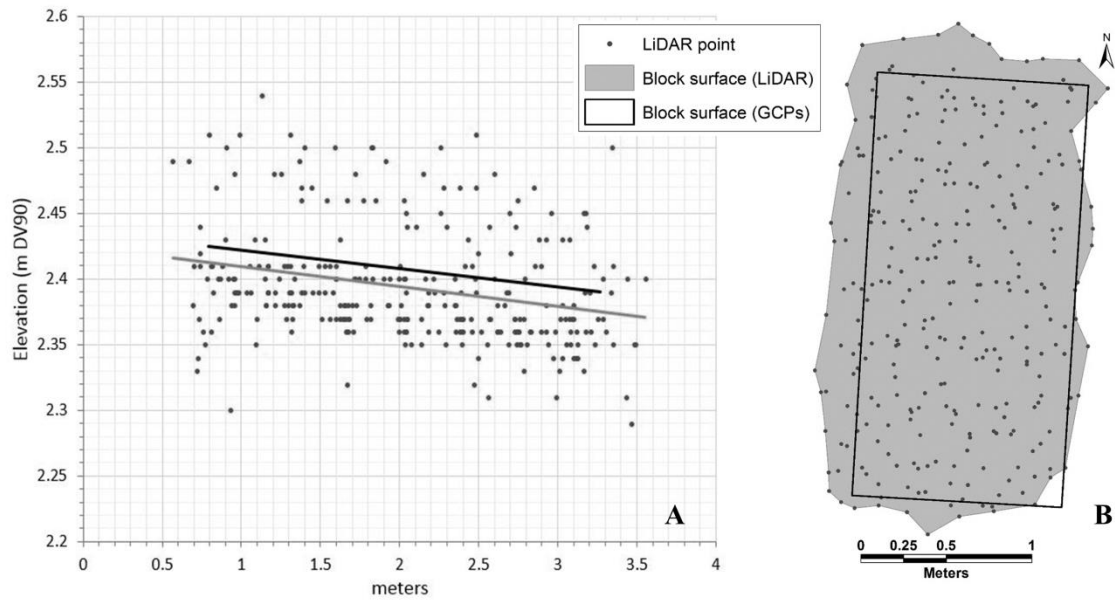 2.6
2.55
2.5
2.45
2.4
2.35
2.3
2.25
2.2
Elevation (m DV90)
0 0.5 1 1.5 2 2.5 3 3.5 4
meters
A
LiDAR point
Block surface (LiDAR)
Block surface (GCPs)
N
B
0 0.25 0.5 1
Meters